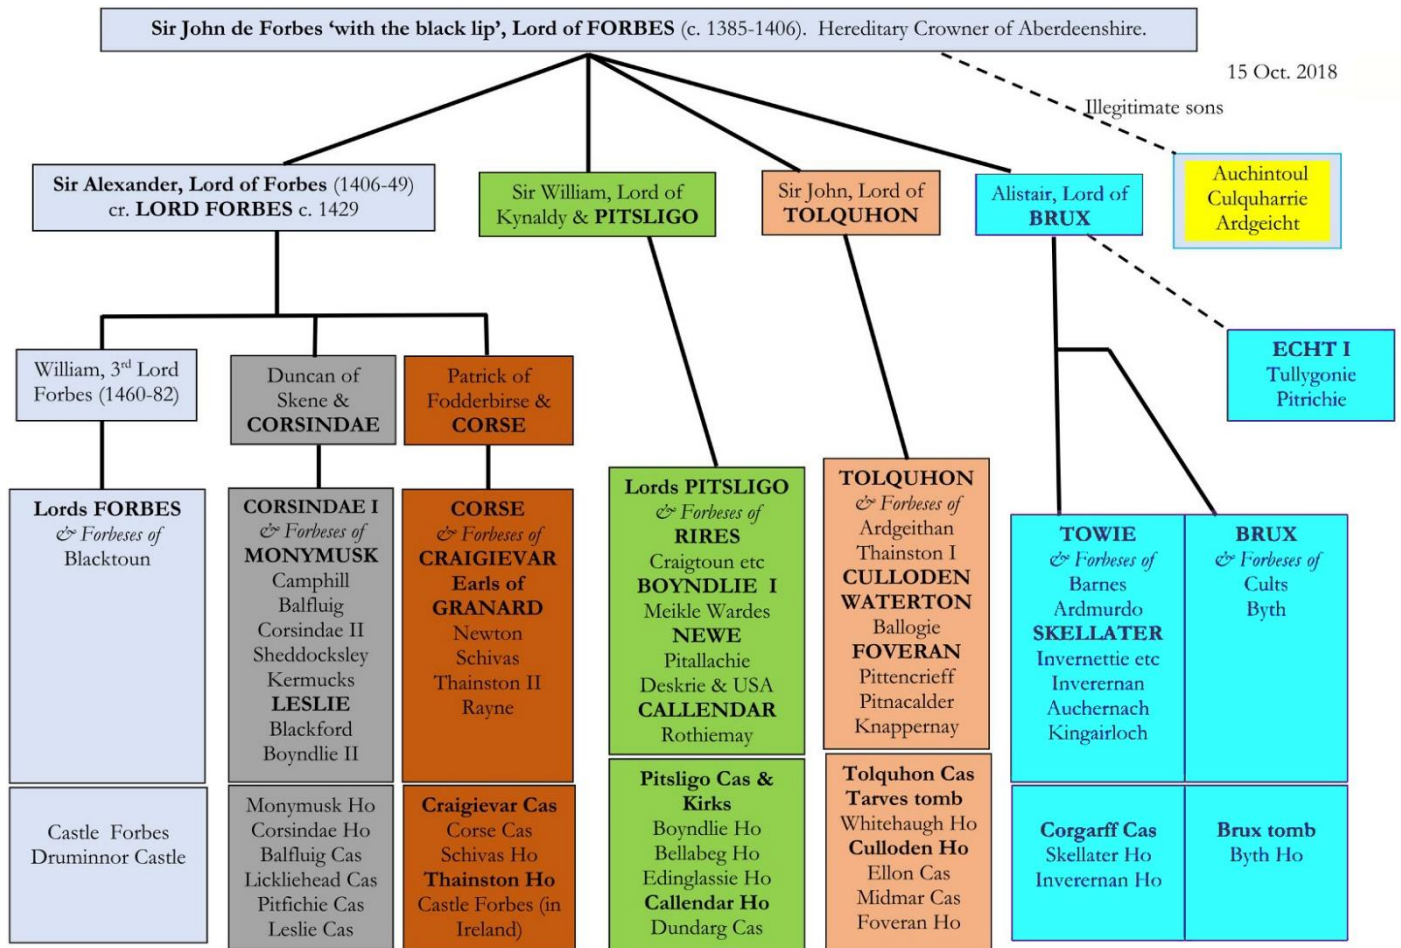 Sir John de Forbes ‘with the black lip’, Lord of FORBES (c. 1385-1406).  Hereditary Crowner of Aberdeenshire.
15 Oct. 2018
Illegitimate sons
Sir Alexander, Lord of Forbes (1406-49)
cr. LORD FORBES c. 1429
Sir William, Lord of
Kynaldy & PITSLIGO
Sir John, Lord of
TOLQUHON
Alistair, Lord of
BRUX
Auchintoul
Culquharrie
Ardgeicht
William, 3rd Lord
Forbes (1460-82)
Duncan of
Skene &
CORSINDAE
Patrick of
Fodderbirse &
CORSE
ECHT I
Tullygonie
Pitrichie
Lords FORBES
& Forbeses of
Blacktoun
CORSINDAE I
& Forbeses of
MONYMUSK
Camphill
Balfluig
Corsindae II
Sheddocksley
Kermucks
LESLIE
Blackford
Boyndlie II
CORSE
& Forbeses of
CRAIGIEVAR
Earls of
GRANARD
Newton
Schivas
Thainston II
Rayne
Lords PITSLIGO
& Forbeses of
RIRES
Craigtoun etc
BOYNDLIE  I
Meikle Wardes
NEWE
Pitallachie
Deskrie & USA
CALLENDAR
Rothiemay
TOLQUHON
& Forbeses of
Ardgeithan
Thainston I
CULLODEN
WATERTON
Ballogie
FOVERAN
Pittencrieff
Pitnacalder
Knappernay
TOWIE
& Forbeses of
Barnes
Ardmurdo
SKELLATER
Invernettie etc
Inverernan
Auchernach
Kingairloch
BRUX
& Forbeses of
Cults
Byth
Castle  Forbes
Druminnor Castle
Monymusk Ho
Corsindae Ho
Balfluig Cas
Lickliehead Cas
Pitfichie Cas
Leslie Cas
Craigievar Cas
Corse Cas
Schivas Ho
Thainston Ho
Castle Forbes (in
Ireland)
Pitsligo Cas &
Kirks
Boyndlie Ho
Bellabeg Ho
Edinglassie Ho
Callendar Ho
Dundarg Cas
Tolquhon Cas
Tarves tomb
Whitehaugh Ho
Culloden Ho
Ellon Cas
Midmar Cas
Foveran Ho
Corgarff Cas
Skellater Ho
Inverernan Ho
Brux tomb
Byth Ho